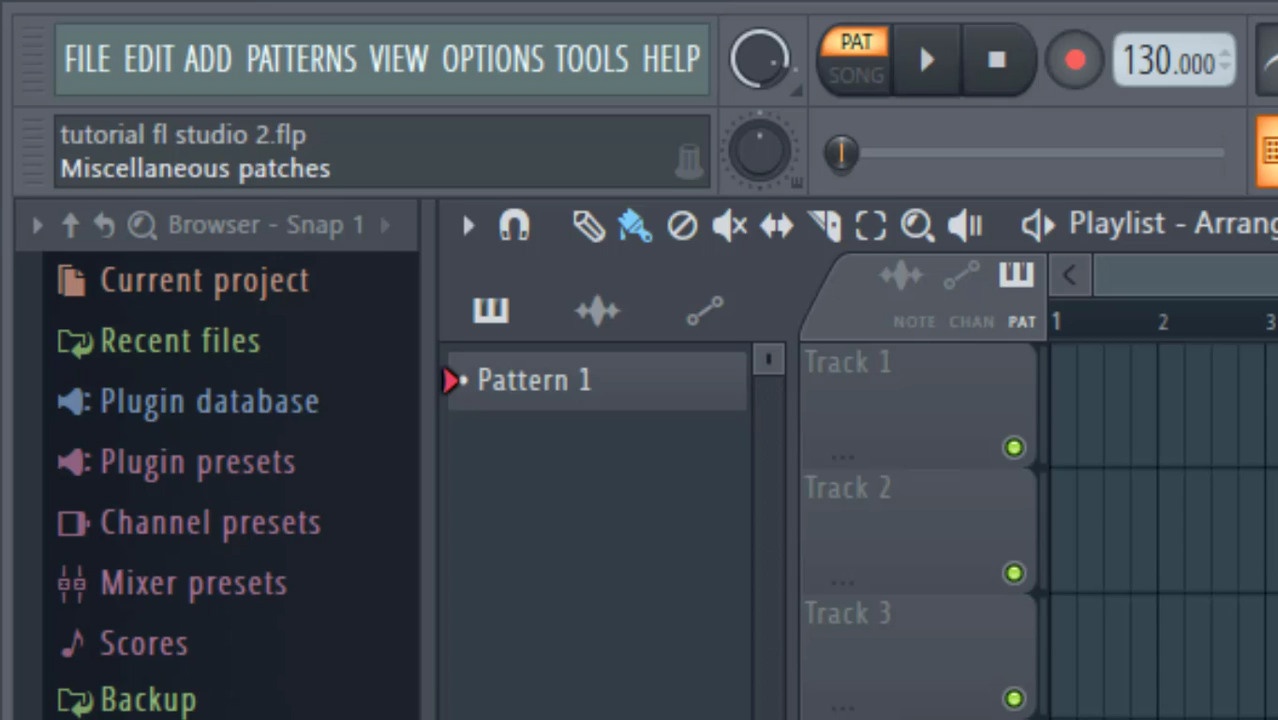 FILE EDIT ADD PATTERNS VIEW OPTIONS TOOLS HELP
PAT
SONG
130.000
tutorial fl studio 2.flp
Miscellaneous patches
Browser - Snap 1
Playlist - Arrang
NOTE CHAN PAT
1 2 3
Current project
Recent files
Plugin database
Plugin presets
Channel presets
Mixer presets
Scores
Backup
Pattern 1
Track 1
...
Track 2
...
Track 3
...